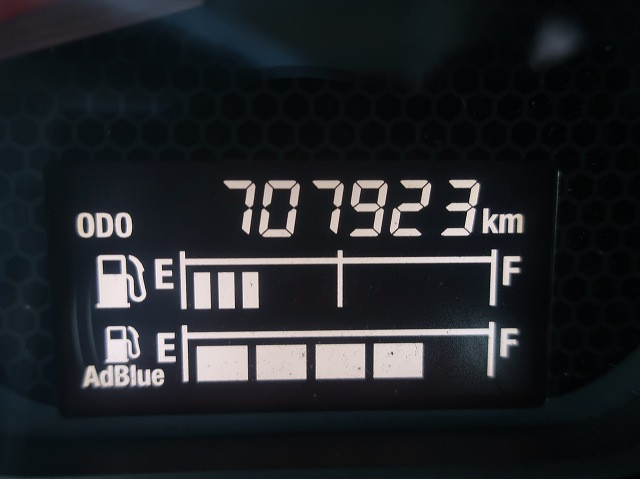 ODO 707923 km
E F
E F
AdBlue